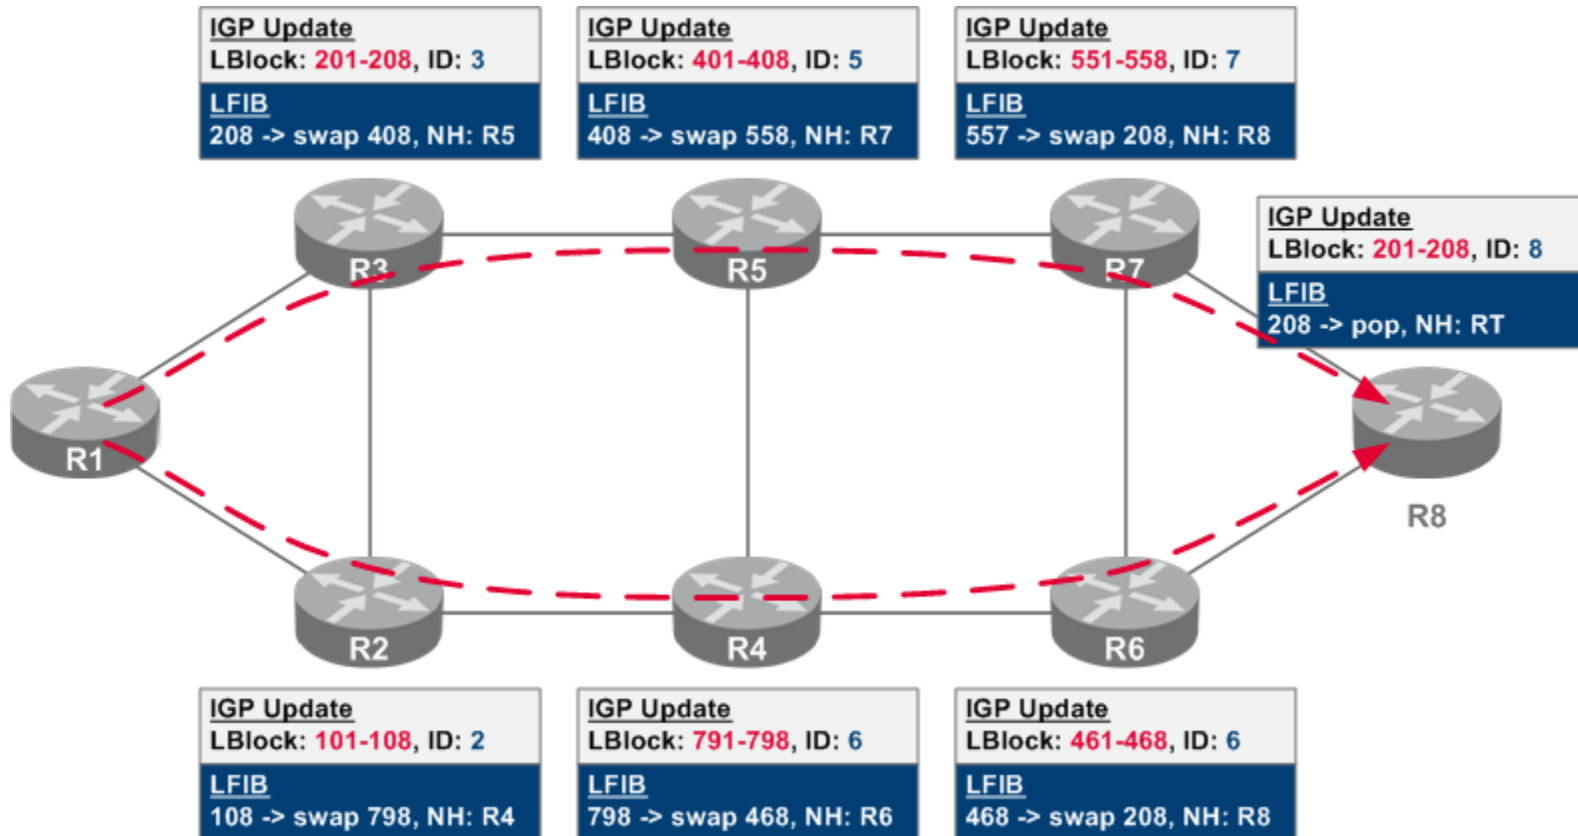 IGP Update
LBlock: 201-208, ID: 3
LFIB
208 -> swap 408, NH: R5
IGP Update
LBlock: 401-408, ID: 5
LFIB
408 -> swap 558, NH: R7
IGP Update
LBlock: 551-558, ID: 7
LFIB
557 -> swap 208, NH: R8
IGP Update
LBlock: 201-208, ID: 8
LFIB
208 -> pop, NH: RT
R3
R5
R7
R1
R8
R2
R4
R6
IGP Update
LBlock: 101-108, ID: 2
LFIB
108 -> swap 798, NH: R4
IGP Update
LBlock: 791-798, ID: 6
LFIB
798 -> swap 468, NH: R6
IGP Update
LBlock: 461-468, ID: 6
LFIB
468 -> swap 208, NH: R8